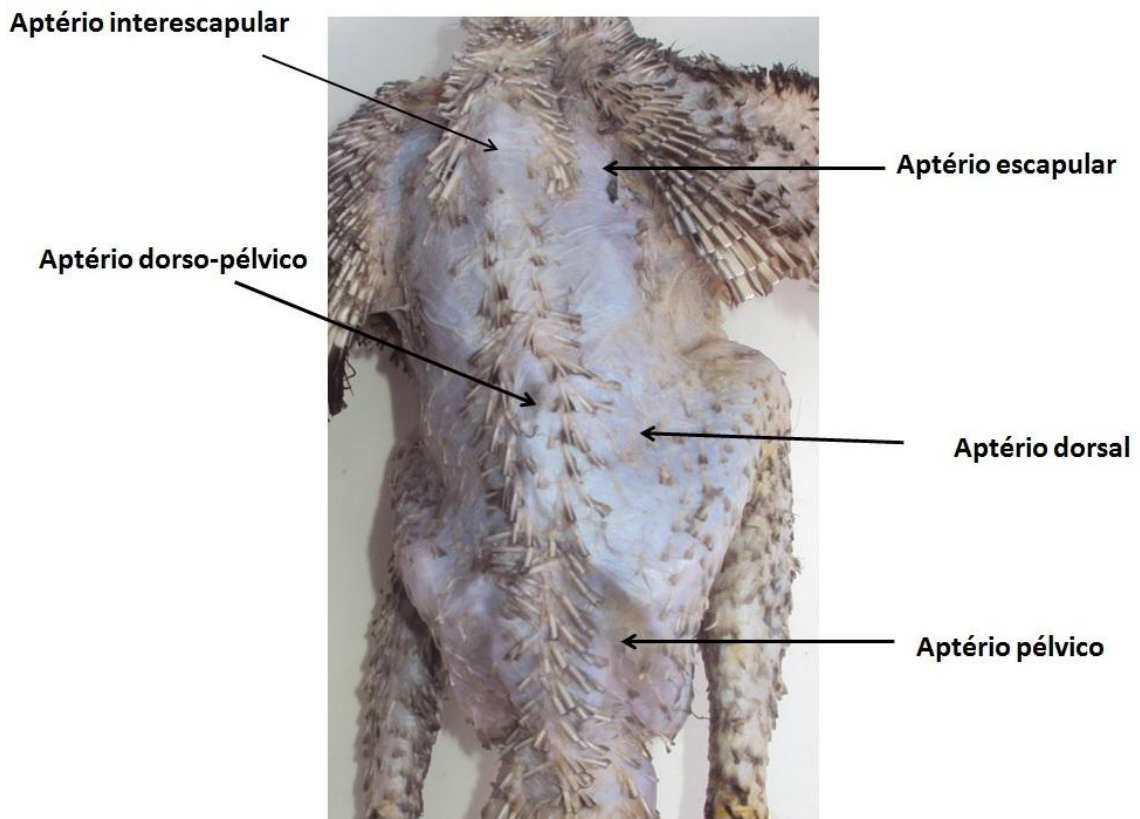 Aptério interescapular
Aptério escapular
Aptério dorso-pélvico
Aptério dorsal
Aptério pélvico